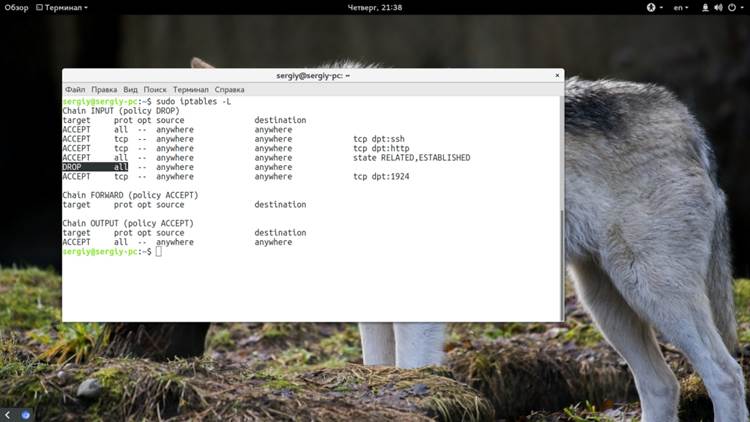 Обзор Терминал Четверг, 21:38 en
sergiy@sergiy-pc: ~
Файл Правка Вид Поиск Терминал Справка
sergiy@sergiy-pc:~$ sudo iptables -L
Chain INPUT (policy DROP)
target prot opt source destination
ACCEPT all -- anywhere anywhere
ACCEPT tcp -- anywhere anywhere tcp dpt:ssh
ACCEPT tcp -- anywhere anywhere tcp dpt:http
ACCEPT all -- anywhere anywhere state RELATED,ESTABLISHED
DROP all -- anywhere anywhere
ACCEPT tcp -- anywhere anywhere tcp dpt:1924
Chain FORWARD (policy ACCEPT)
target prot opt source destination
Chain OUTPUT (policy ACCEPT)
target prot opt source destination
ACCEPT all -- anywhere anywhere
sergiy@sergiy-pc:~$